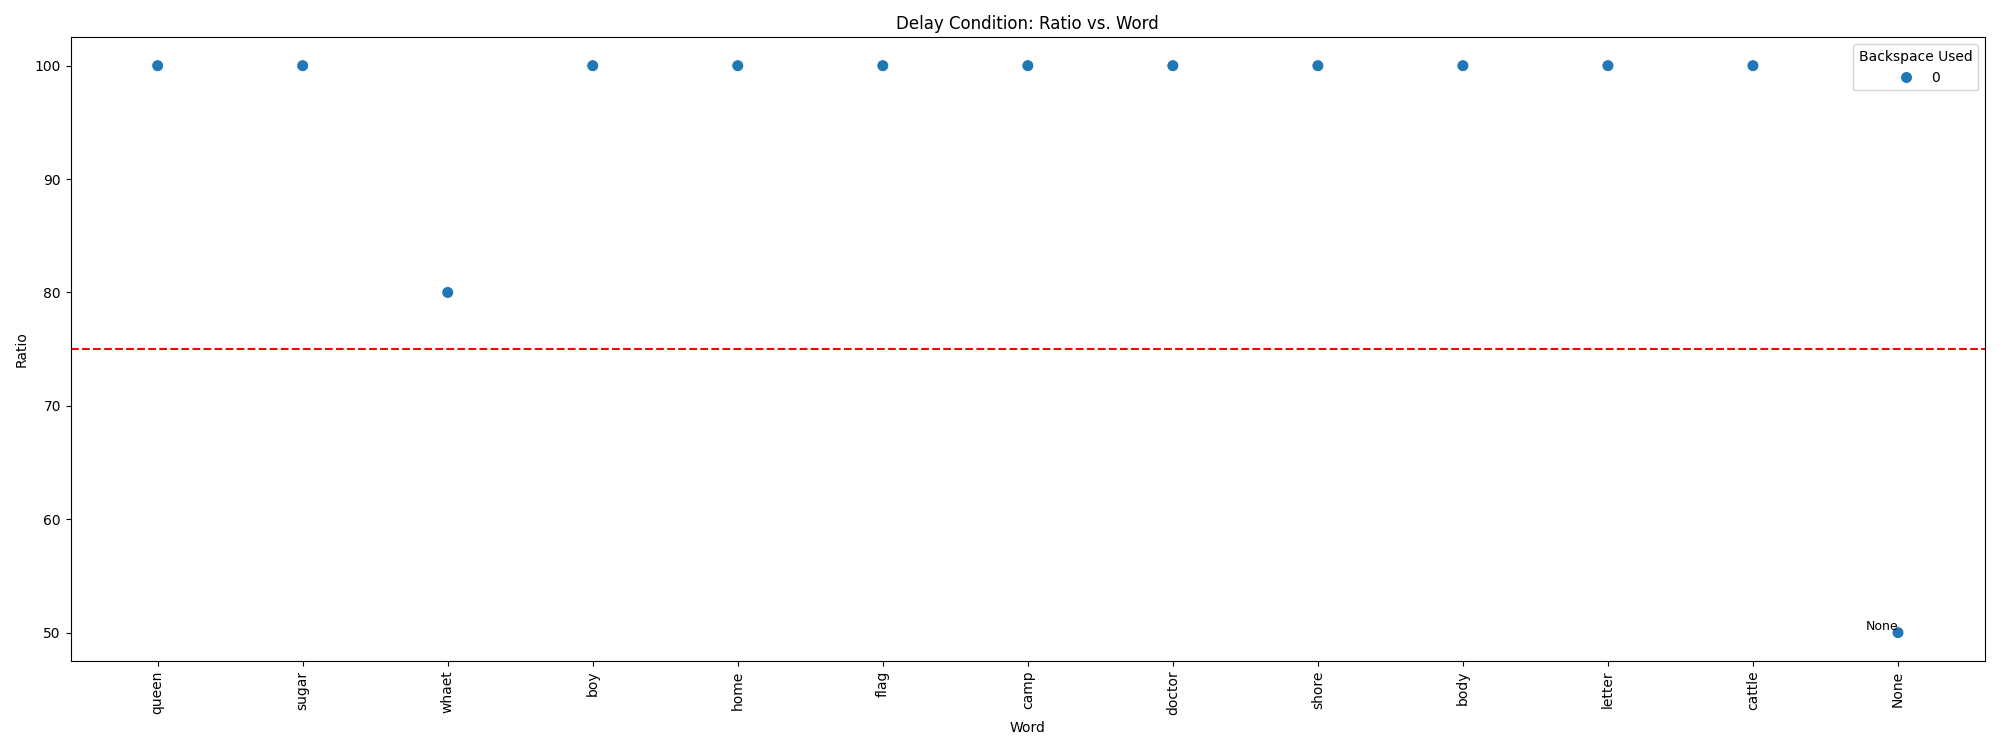 Delay Condition: Ratio vs. Word
Backspace Used
0
100
90
80
70
60
50
Ratio
None
queen
sugar
whaet
boy
home
flag
camp
doctor
shore
body
letter
cattle
None
Word